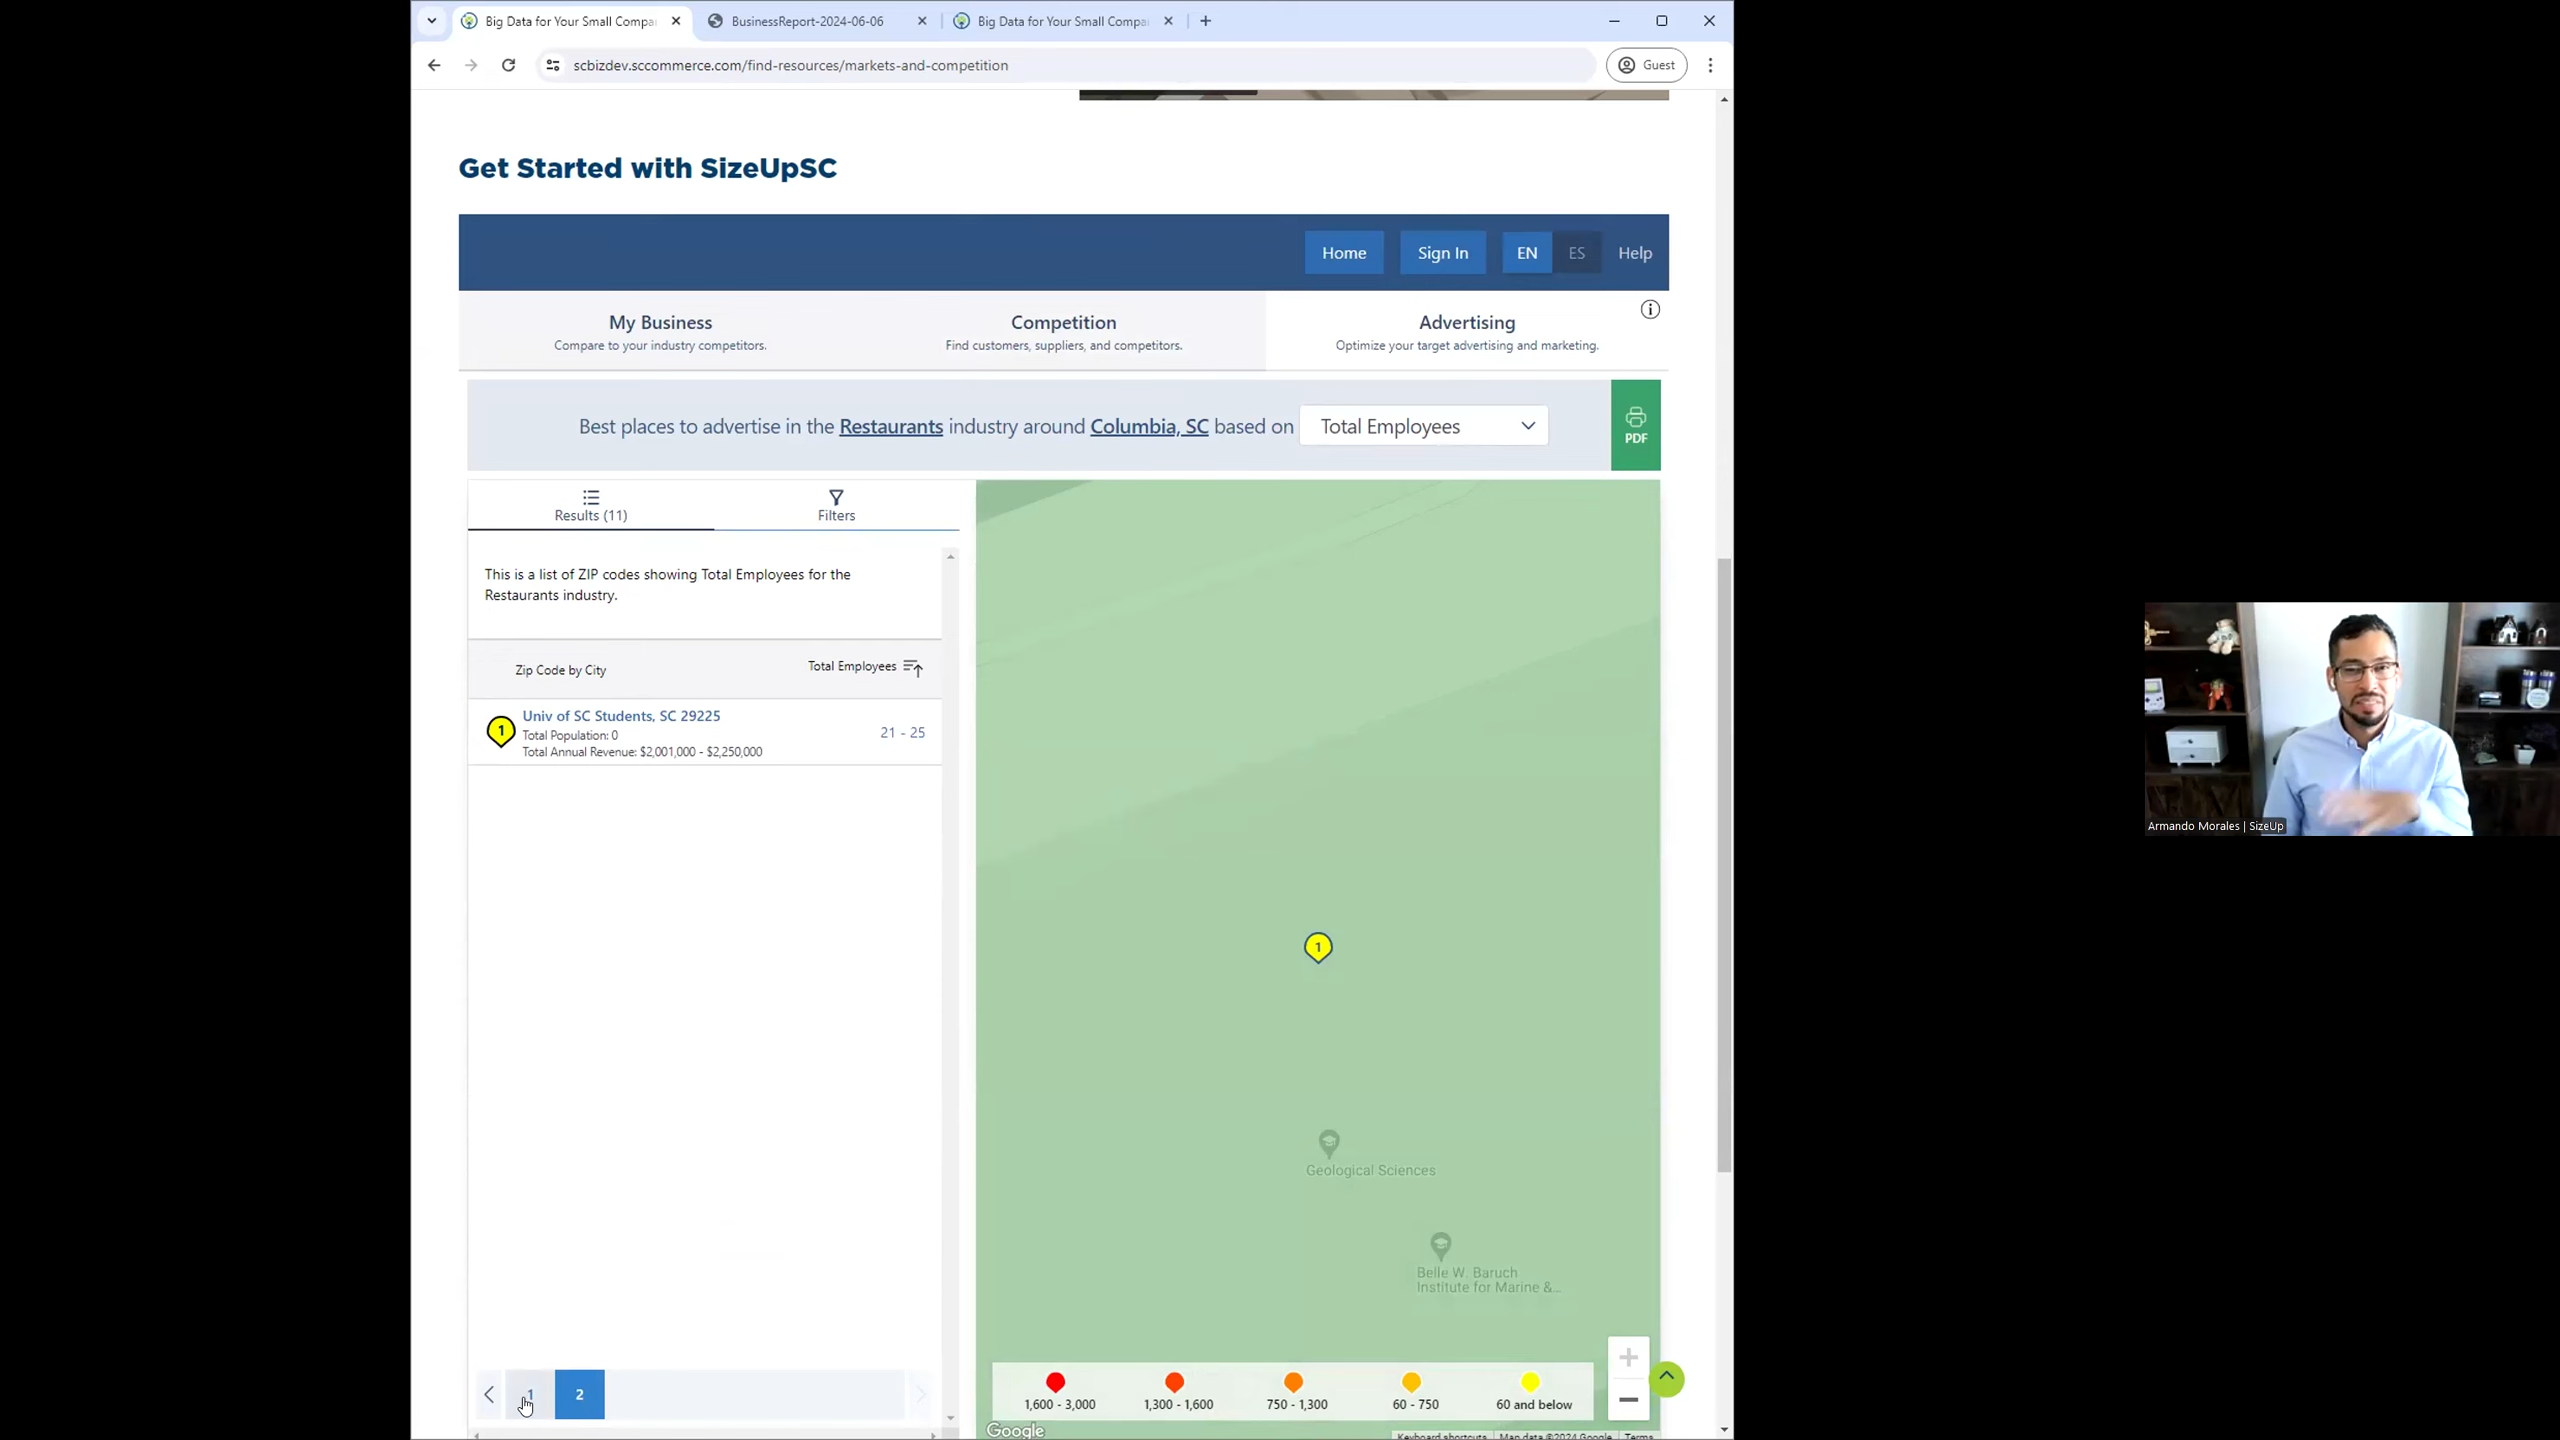 Big Data for Your Small Compa
BusinessReport-2024-06-06
Big Data for Your Small Compa
scbizdev.sccommerce.com/find-resources/markets-and-competition
Guest
Get Started with SizeUpSC
Home
Sign In
EN
ES
Help
My Business
Compare to your industry competitors.
Competition
Find customers, suppliers, and competitors.
Advertising
Optimize your target advertising and marketing.
Best places to advertise in the Restaurants industry around Columbia, SC based on
Total Employees
PDF
Results (11)
Filters
This is a list of ZIP codes showing Total Employees for the
Restaurants industry.
Zip Code by City
Total Employees
1
Univ of SC Students, SC 29225
Total Population: 0
Total Annual Revenue: $2,001,000 - $2,250,000
21 - 25
1
Geological Sciences
Belle W. Baruch
Institute for Marine &...
1
2
1,600 - 3,000
1,300 - 1,600
750 - 1,300
60 - 750
60 and below
Google
Keyboard shortcuts
Map data ©2024 Google
Terms
Armando Morales | SizeUp